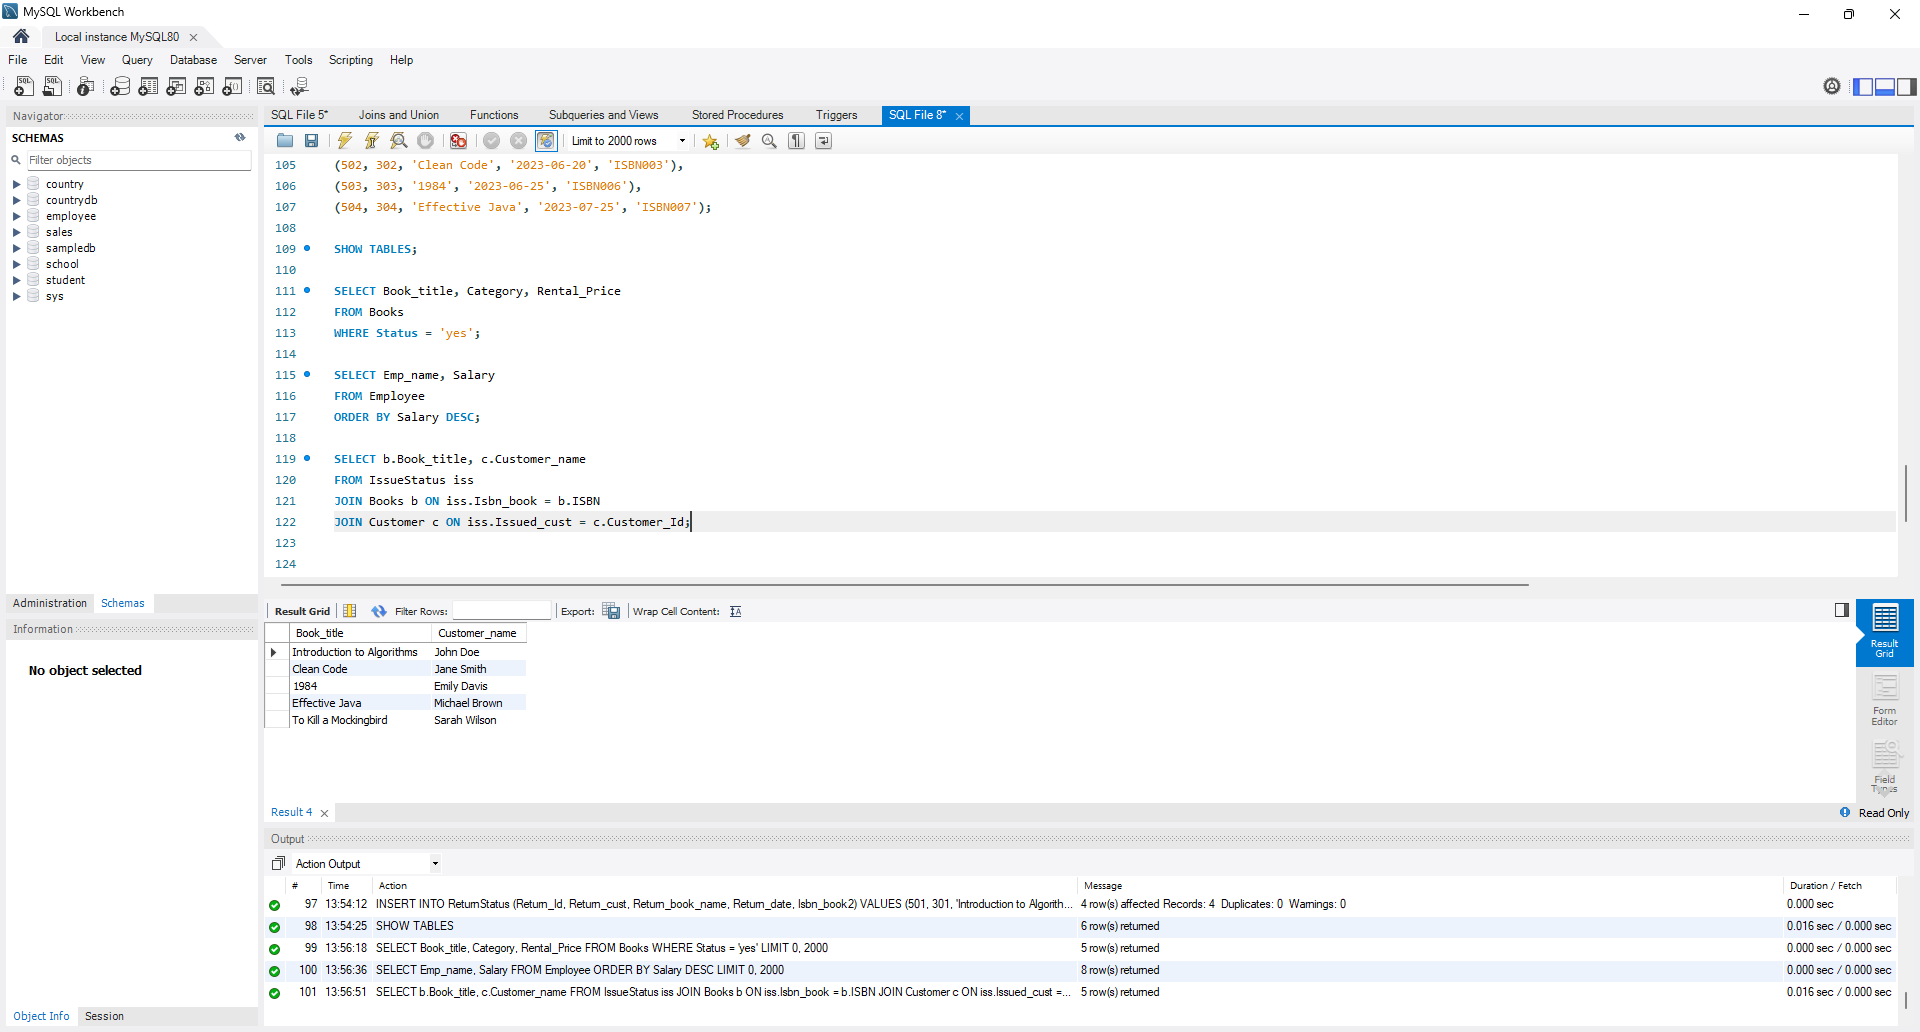 MySQL Workbench
Local instance MySQL80
File Edit View Query Database Server Tools Scripting Help
Navigator
SCHEMAS
Filter objects
country
countrydb
employee
sales
sampledb
school
student
sys
Administration Schemas
Information
No object selected
Object Info Session
SQL File 5* Joins and Union Functions Subqueries and Views Stored Procedures Triggers SQL File 8*
Limit to 2000 rows
105 (502, 302, 'Clean Code', '2023-06-20', 'ISBN003'),
106 (503, 303, '1984', '2023-06-25', 'ISBN006'),
107 (504, 304, 'Effective Java', '2023-07-25', 'ISBN007');
108
109 SHOW TABLES;
110
111 SELECT Book_title, Category, Rental_Price
112 FROM Books
113 WHERE Status = 'yes';
114
115 SELECT Emp_name, Salary
116 FROM Employee
117 ORDER BY Salary DESC;
118
119 SELECT b.Book_title, c.Customer_name
120 FROM IssueStatus iss
121 JOIN Books b ON iss.Isbn_book = b.ISBN
122 JOIN Customer c ON iss.Issued_cust = c.Customer_Id;
123
124
Result Grid Filter Rows: Export: Wrap Cell Content:
Book_title Customer_name
Introduction to Algorithms John Doe
Clean Code Jane Smith
1984 Emily Davis
Effective Java Michael Brown
To Kill a Mockingbird Sarah Wilson
Result
Grid
Form
Editor
Field
Types
Result 4
Read Only
Output
Action Output
# Time Action Message Duration / Fetch
97 13:54:12 INSERT INTO ReturnStatus (Return_Id, Return_cust, Return_book_name, Return_date, Isbn_book2) VALUES (501, 301, 'Introduction to Algorith... 4 row(s) affected Records: 4 Duplicates: 0 Warnings: 0 0.000 sec
98 13:54:25 SHOW TABLES 6 row(s) returned 0.016 sec / 0.000 sec
99 13:56:18 SELECT Book_title, Category, Rental_Price FROM Books WHERE Status = 'yes' LIMIT 0, 2000 5 row(s) returned 0.000 sec / 0.000 sec
100 13:56:36 SELECT Emp_name, Salary FROM Employee ORDER BY Salary DESC LIMIT 0, 2000 8 row(s) returned 0.000 sec / 0.000 sec
101 13:56:51 SELECT b.Book_title, c.Customer_name FROM IssueStatus iss JOIN Books b ON iss.Isbn_book = b.ISBN JOIN Customer c ON iss.Issued_cust =... 5 row(s) returned 0.016 sec / 0.000 sec